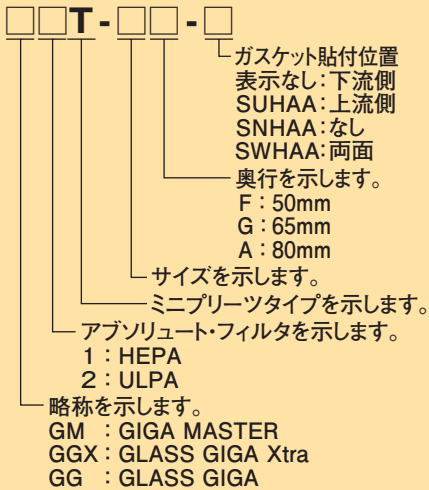 □□T-□□-□
ガスケット貼付位置
表示なし:下流側
SUHAA:上流側
SNHAA:なし
SWHAA:両面
奥行を示します。
F:50mm
G:65mm
A:80mm
サイズを示します。
ミニプリーツタイプを示します。
アブソリュート・フィルタを示します。
1:HEPA
2:ULPA
略称を示します。
GM :GIGA MASTER
GGX:GLASS GIGA Xtra
GG :GLASS GIGA